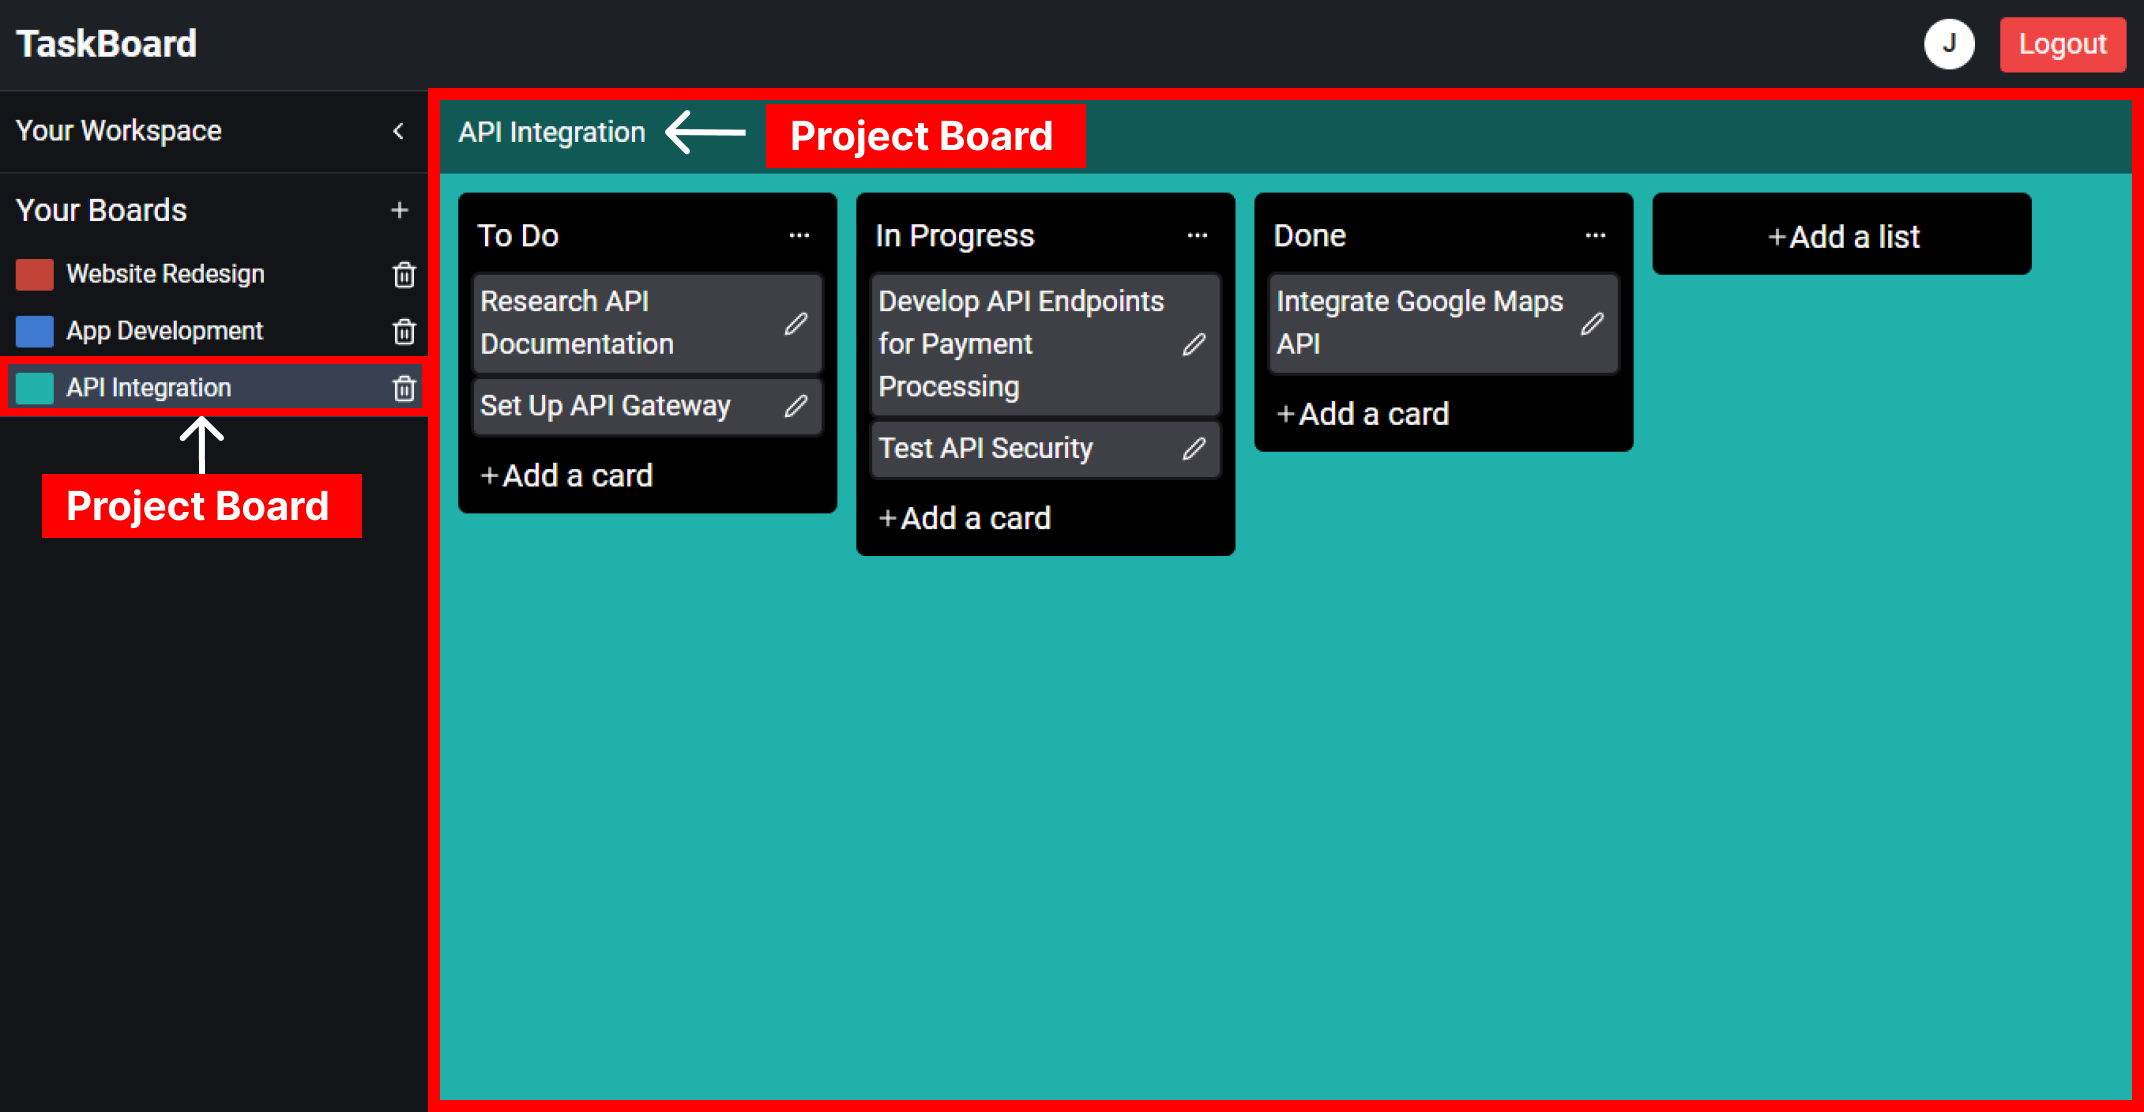 TaskBoard
J
Logout
Your Workspace
Your Boards
+
Website Redesign
App Development
API Integration
Project Board
API Integration
Project Board
To Do
...
Research API
Documentation
Set Up API Gateway
+Add a card
In Progress
...
Develop API Endpoints
for Payment
Processing
Test API Security
+Add a card
Done
...
Integrate Google Maps
API
+Add a card
+Add a list